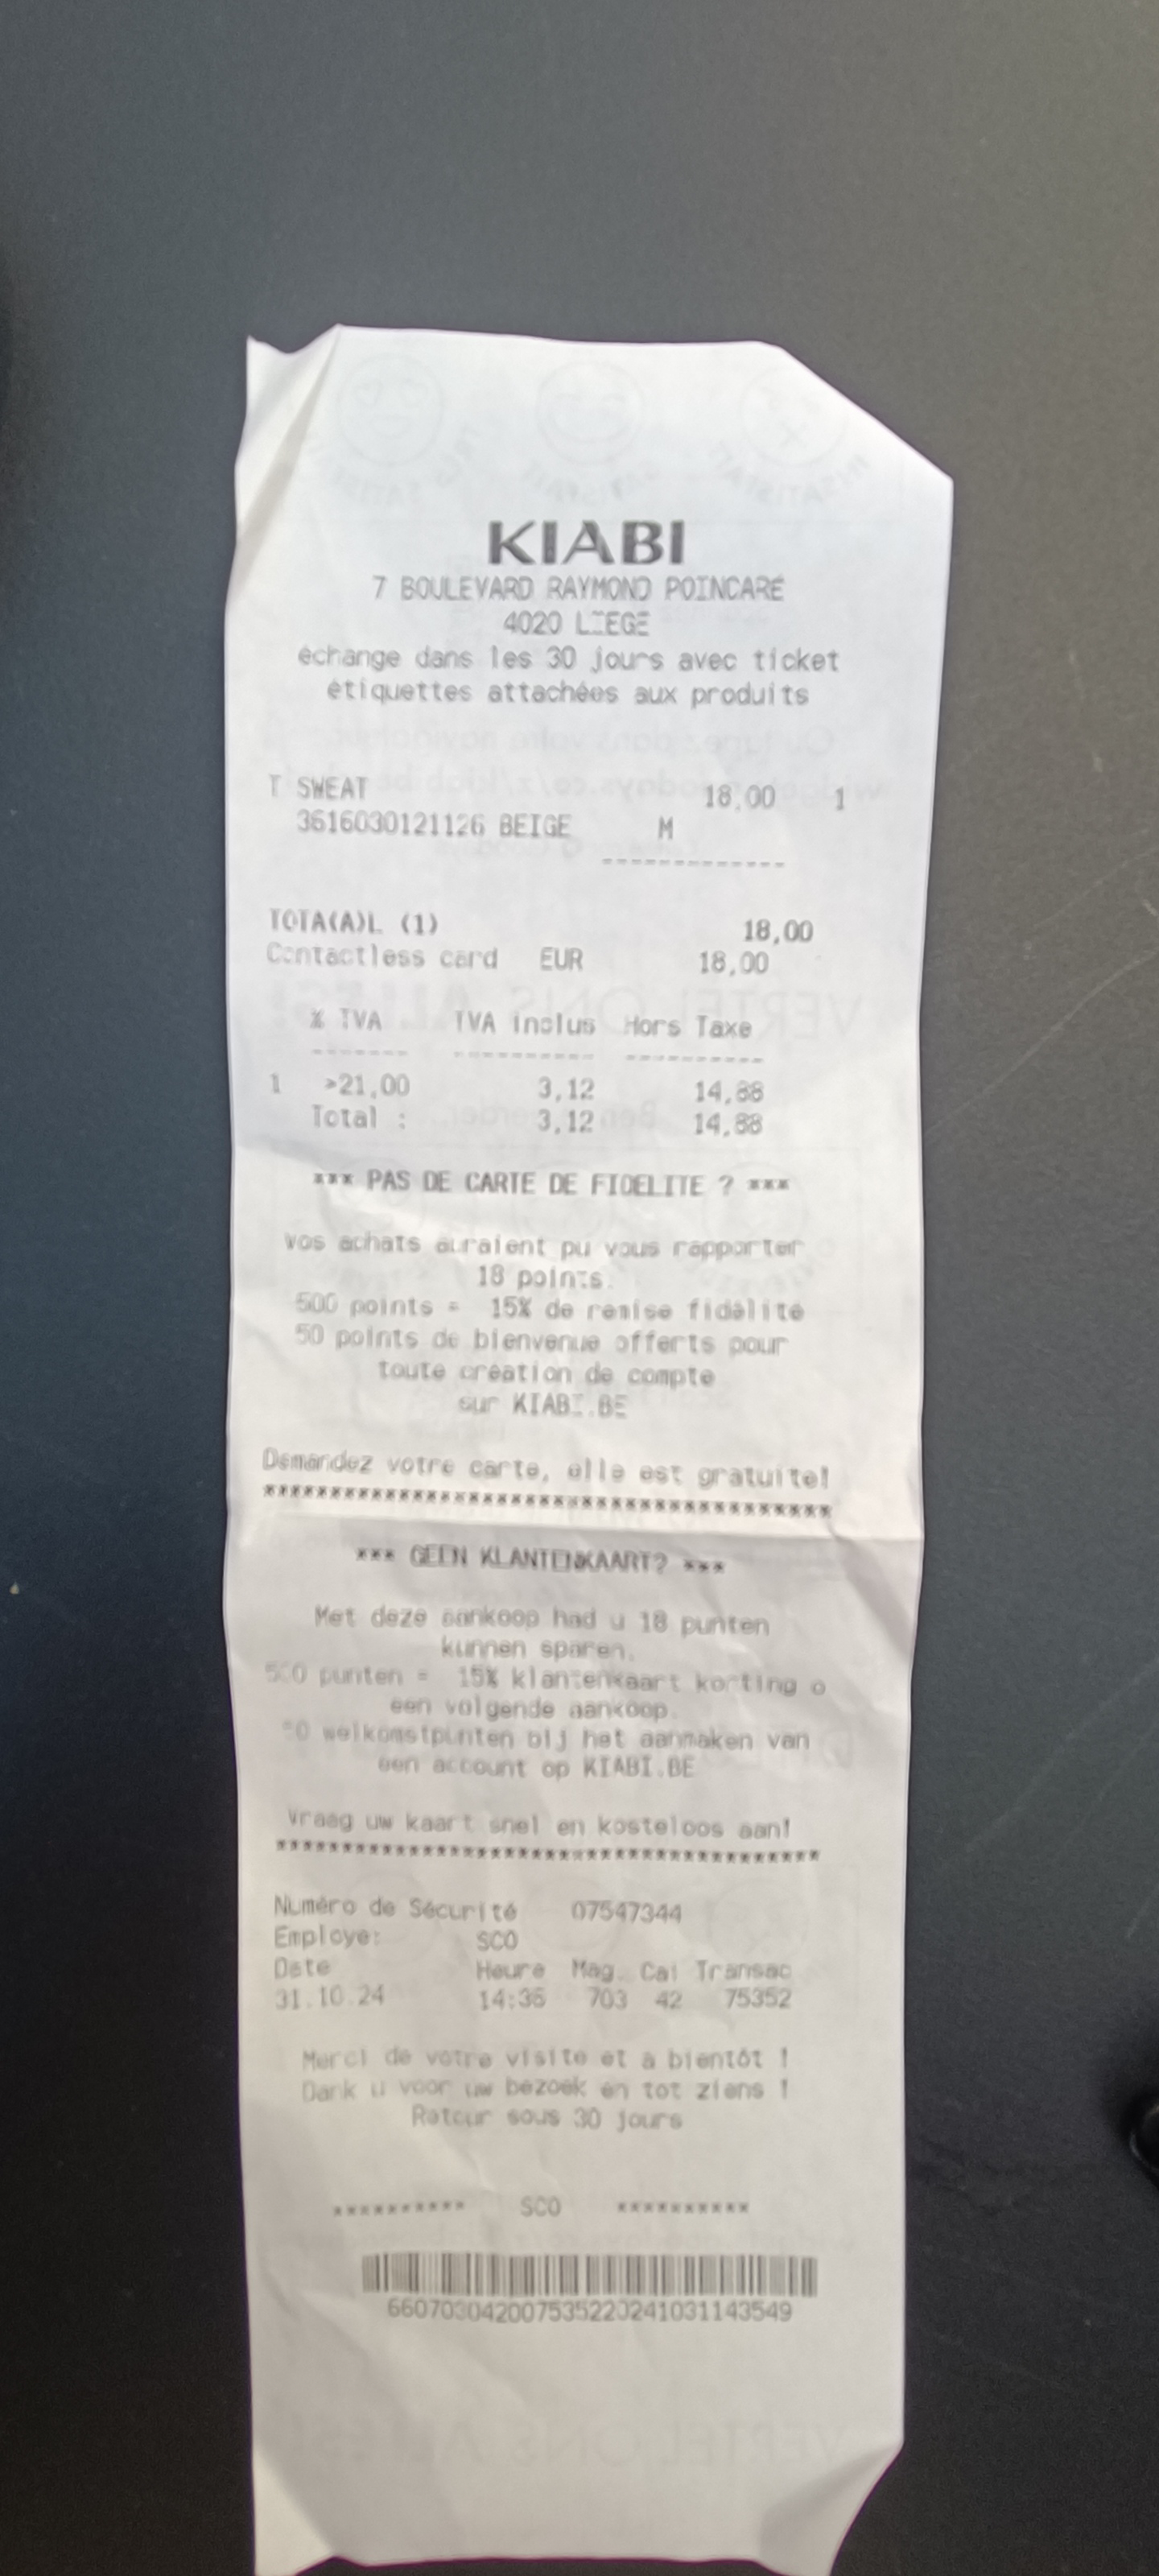 KIABI
7 BOULEVARD RAYMOND POINCARE
4020 LIEGE
échange dans les 30 jours avec ticket
étiquettes attachées aux produits
T SWEAT 18,00 1
3616030121126 BEIGE M
-------------
TOTA(A)L (1) 18,00
Contactless card EUR 18,00
% TVA TVA inclus Hors Taxe
------- ---------- ----------
1 >21,00 3,12 14,88
Total : 3,12 14,88
*** PAS DE CARTE DE FIDELITE ? ***
Vos achats auraient pu vous rapporter
18 points.
500 points = 15% de remise fidélité
50 points de bienvenue offerts pour
toute création de compte
sur KIABI.BE
Demandez votre carte, elle est gratuite!
***************************************
*** GEEN KLANTENKAART? ***
Met deze aankoop had u 18 punten
kunnen sparen.
500 punten = 15% klantenkaart korting o
een volgende aankoop.
0 welkomstpunten bij het aanmaken van
een account op KIABI.BE
Vraag uw kaart snel en kosteloos aan!
***************************************
Numéro de Sécurité 07547344
Employe: SCO
Date Heure Mag. Cai Transac
31.10.24 14:36 703 42 75352
Merci de votre visite et à bientôt !
Dank u voor uw bezoek en tot ziens !
Retour sous 30 jours
********** SCO **********
6607030420075352202410311435​49